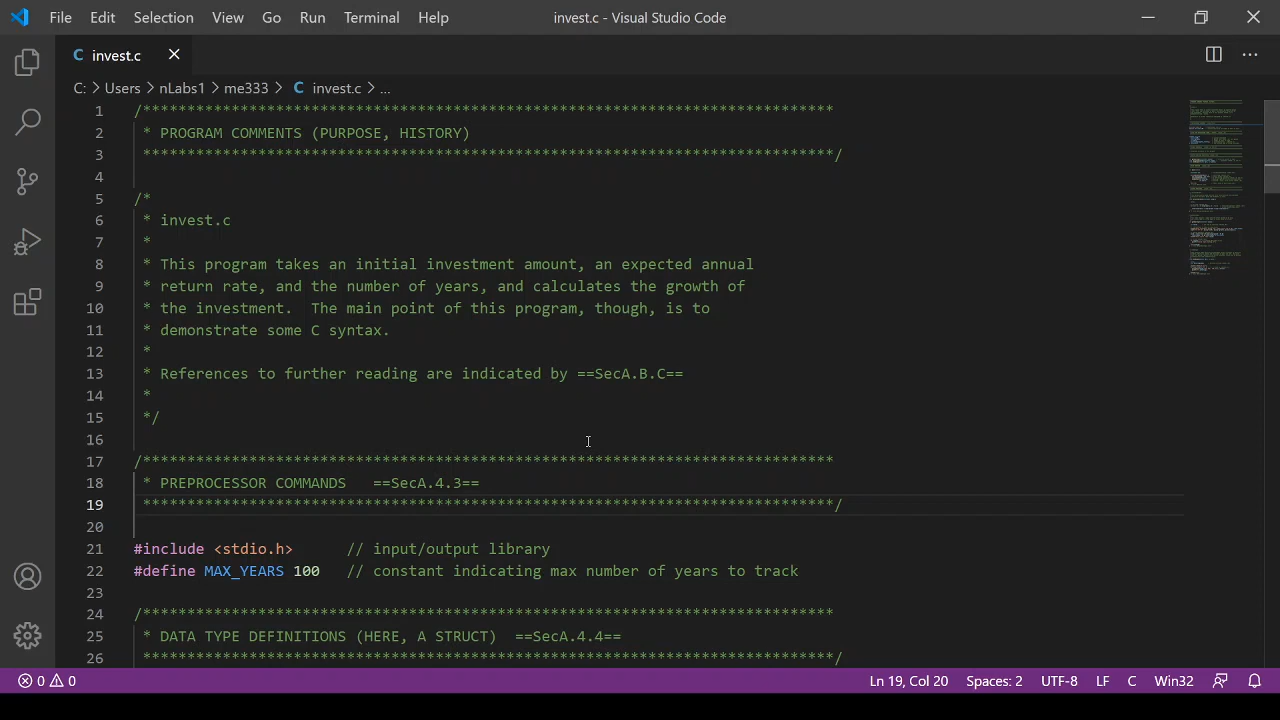 File Edit Selection View Go Run Terminal Help invest.c - Visual Studio Code
C invest.c
C: > Users > nLabs1 > me333 > C invest.c > ...
1 /******************************************************************************
2 * PROGRAM COMMENTS (PURPOSE, HISTORY)
3 ******************************************************************************/
4
5 /*
6 * invest.c
7 *
8 * This program takes an initial investment amount, an expected annual
9 * return rate, and the number of years, and calculates the growth of
10 * the investment.  The main point of this program, though, is to
11 * demonstrate some C syntax.
12 *
13 * References to further reading are indicated by ==SecA.B.C==
14 *
15 */
16
17 /******************************************************************************
18 * PREPROCESSOR COMMANDS   ==SecA.4.3==
19 ******************************************************************************/
20
21 #include <stdio.h>      // input/output library
22 #define MAX_YEARS 100   // constant indicating max number of years to track
23
24 /******************************************************************************
25 * DATA TYPE DEFINITIONS (HERE, A STRUCT)  ==SecA.4.4==
26 ******************************************************************************/
0 0 Ln 19, Col 20 Spaces: 2 UTF-8 LF C Win32